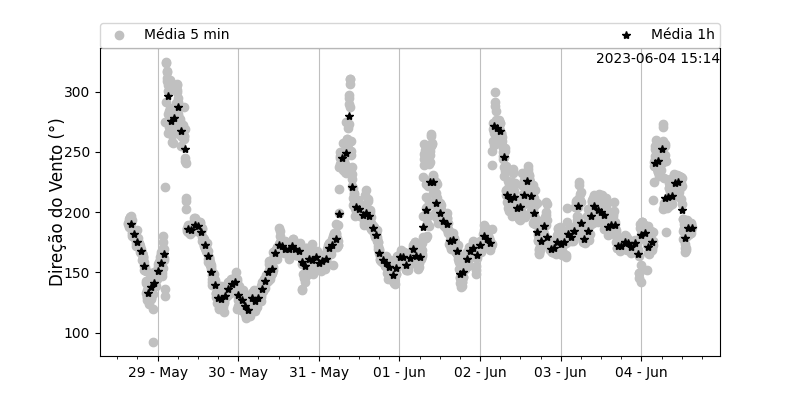 Média 5 min
Média 1h
2023-06-04 15:14
Direção do Vento (°)
300
250
200
150
100
29 - May
30 - May
31 - May
01 - Jun
02 - Jun
03 - Jun
04 - Jun